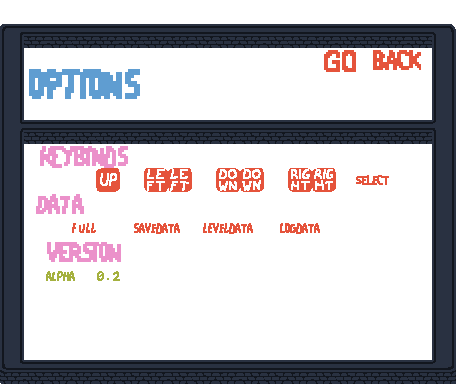 GO BACK
OPTIONS
KEYBINDS
UP LE LE DO DO RIG RIG SELECT
FT, FT WN, WN HT, HT
DATA
FULL SAVEDATA LEVELDATA LOGDATA
VERSION
ALPHA 0.2